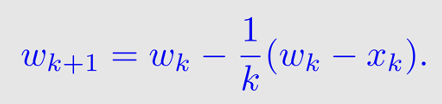 w_{k+1} = w_k − \frac{1}{k}(w_k − x_k).